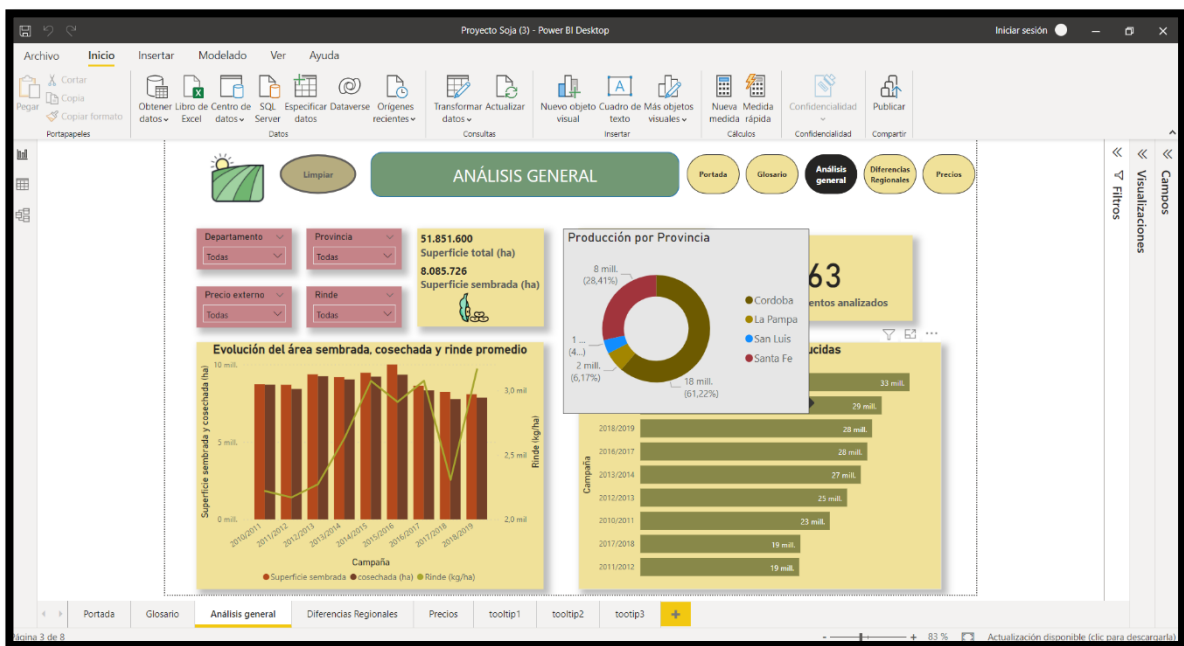 Proyecto Soja (3) - Power BI Desktop
Iniciar sesión
Archivo Inicio Insertar Modelado Ver Ayuda
Pegar
Cortar
Copia
Copiar formato
Portapapeles
Obtener datos
Libro de Excel
Centro de datos
SQL Server
Especificar datos
Dataverse
Orígenes recientes
Datos
Transformar datos
Actualizar
Consultas
Nuevo objeto visual
Cuadro de texto
Más objetos visuales
Insertar
Nueva medida
Medida rápida
Cálculos
Confidencialidad
Confidencialidad
Publicar
Compartir
Limpiar
ANÁLISIS GENERAL
Portada
Glosario
Análisis general
Diferencias Regionales
Precios
Filtros
Visualizaciones
Campos
Departamento
Todas
Provincia
Todas
Precio externo
Todas
Rinde
Todas
51.851.600
Superficie total (ha)
8.085.726
Superficie sembrada (ha)
Producción por Provincia
8 mill.
(28,41%)
1 ...
(4...)
2 mill.
(6,17%)
18 mill.
(61,22%)
Cordoba
La Pampa
San Luis
Santa Fe
63
entos analizados
Evolución del área sembrada, cosechada y rinde promedio
Superficie sembrada y cosechada (ha)
10 mill.
5 mill.
0 mill.
3,0 mil
2,5 mil
2,0 mil
Rinde (kg/ha)
2010/2011
2011/2012
2012/2013
2013/2014
2014/2015
2015/2016
2016/2017
2017/2018
2018/2019
Campaña
Superficie sembrada cosechada (ha) Rinde (kg/ha)
ucidas
Campaña
33 mill.
29 mill.
2018/2019 28 mill.
2016/2017 28 mill.
2013/2014 27 mill.
2012/2013 25 mill.
2010/2011 23 mill.
2017/2018 19 mill.
2011/2012 19 mill.
Portada Glosario Análisis general Diferencias Regionales Precios tooltip1 tooltip2 tootip3 +
Página 3 de 8
- + 83 % Actualización disponible (clic para descargarla)